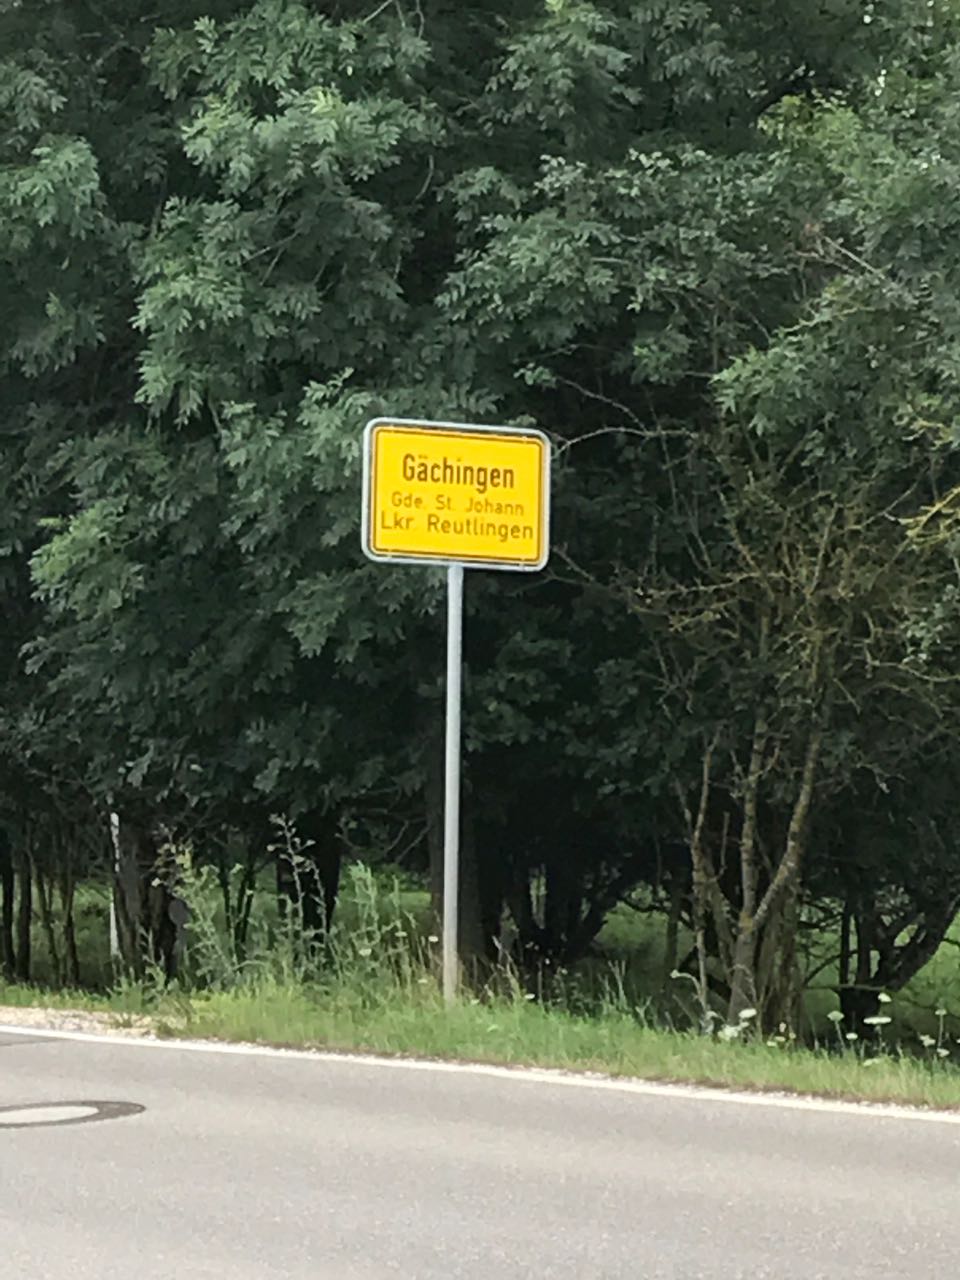 Gächingen
Gde. St. Johann
Lkr. Reutlingen